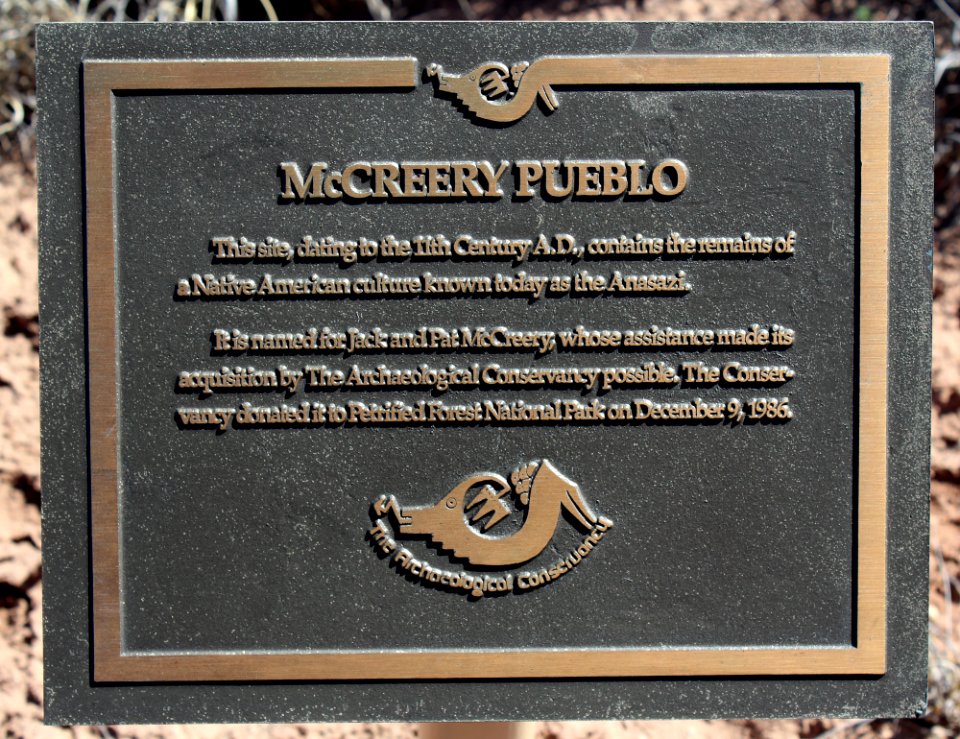 McCREERY PUEBLO
This site, dating to the 11th Century A.D., contains the remains of
a Native American culture known today as the Anasazi.
It is named for Jack and Pat McCreery, whose assistance made its
acquisition by The Archaeological Conservancy possible. The Conser-
vancy donated it to Petrified Forest National Park on December 9, 1986.
The Archaeological Conservancy